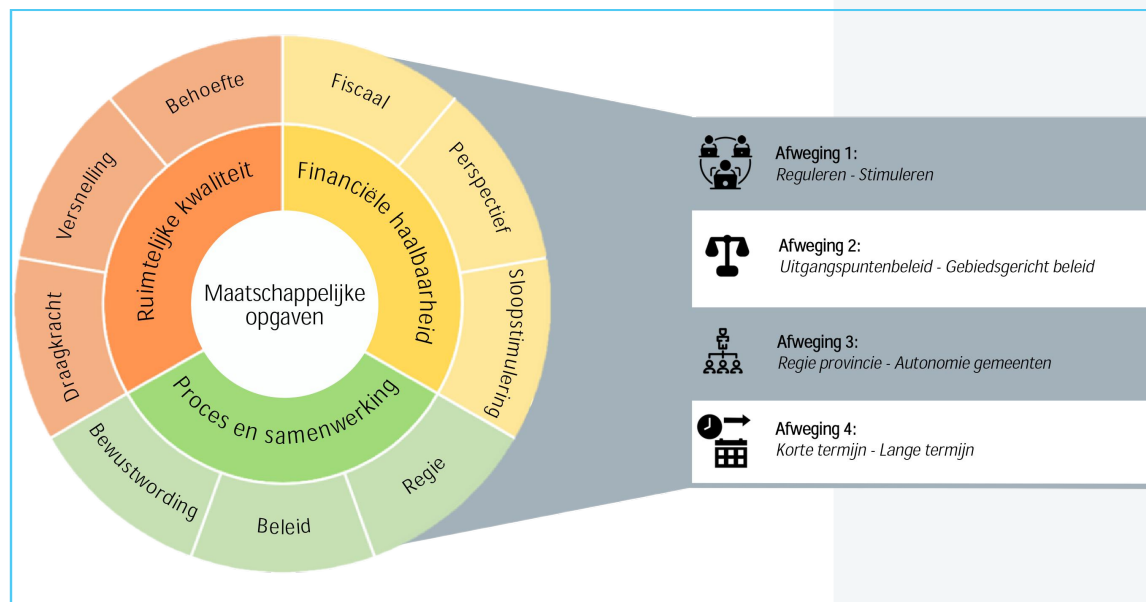 Behoefte
Fiscaal
Versnelling
Perspectief
Ruimtelijke kwaliteit
Financiële haalbaarheid
Maatschappelijke
opgaven
Draagkracht
Sloopstimulering
Proces en samenwerking
Bewustwording
Beleid
Regie
Afweging 1:
Reguleren - Stimuleren
Afweging 2:
Uitgangspuntenbeleid - Gebiedsgericht beleid
Afweging 3:
Regie provincie - Autonomie gemeenten
Afweging 4:
Korte termijn - Lange termijn